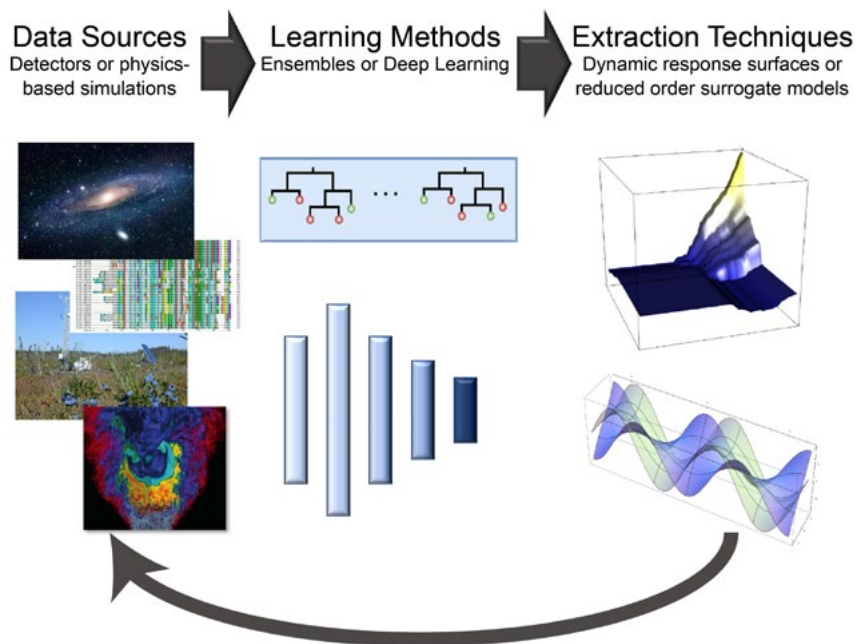 Data Sources
Detectors or physics-
based simulations
Learning Methods
Ensembles or Deep Learning
Extraction Techniques
Dynamic response surfaces or
reduced order surrogate models
...